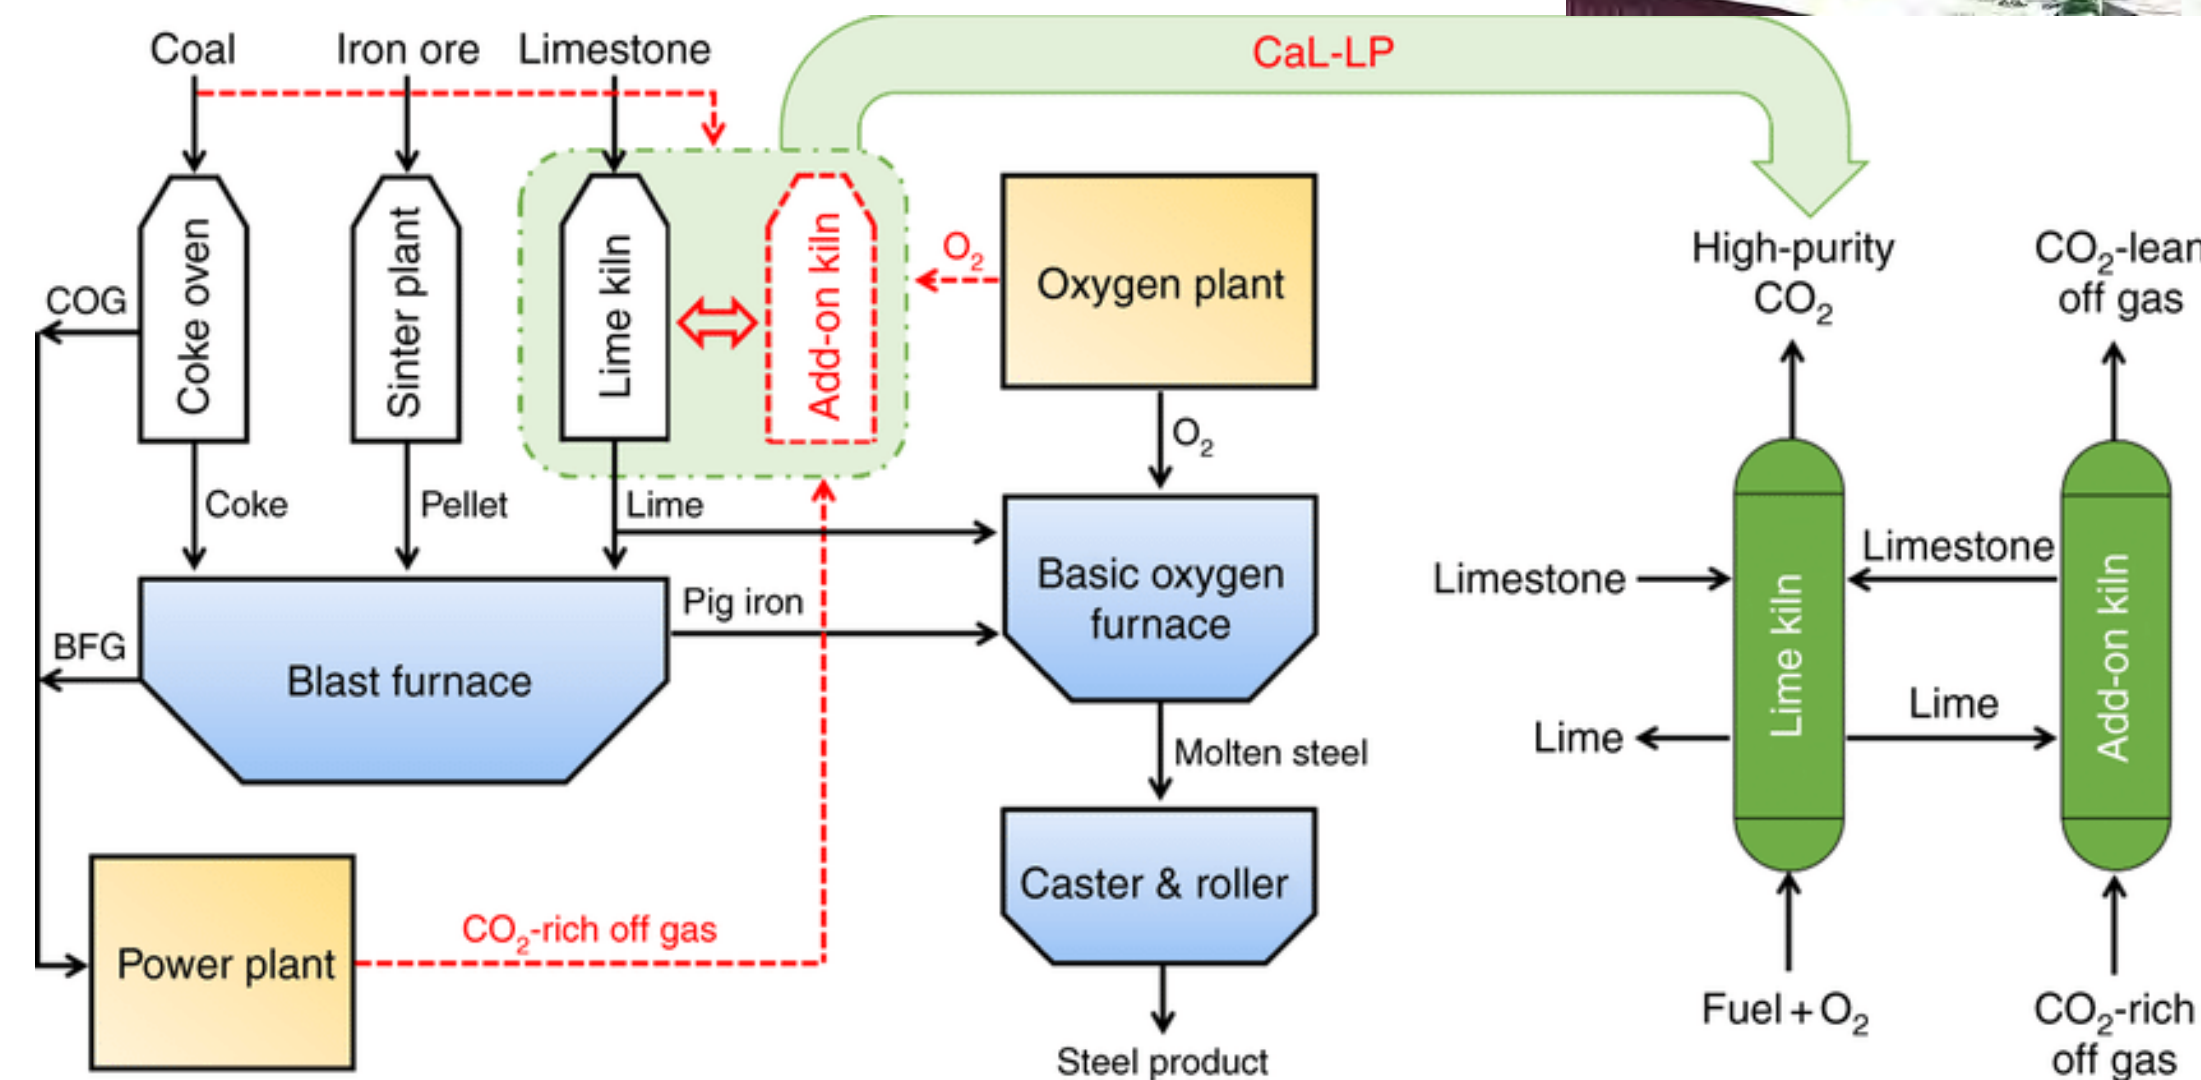 Coal
Iron ore
Limestone
CaL-LP
Coke oven
Sinter plant
Lime kiln
Add-on kiln
O₂
Oxygen plant
COG
O₂
Coke
Pellet
Lime
Pig iron
Basic oxygen
furnace
BFG
Blast furnace
Molten steel
Caster & roller
CO₂-rich off gas
Power plant
Steel product
High-purity
CO₂
CO₂-lean
off gas
Limestone
Limestone
Lime kiln
Add-on kiln
Lime
Lime
Fuel + O₂
CO₂-rich
off gas